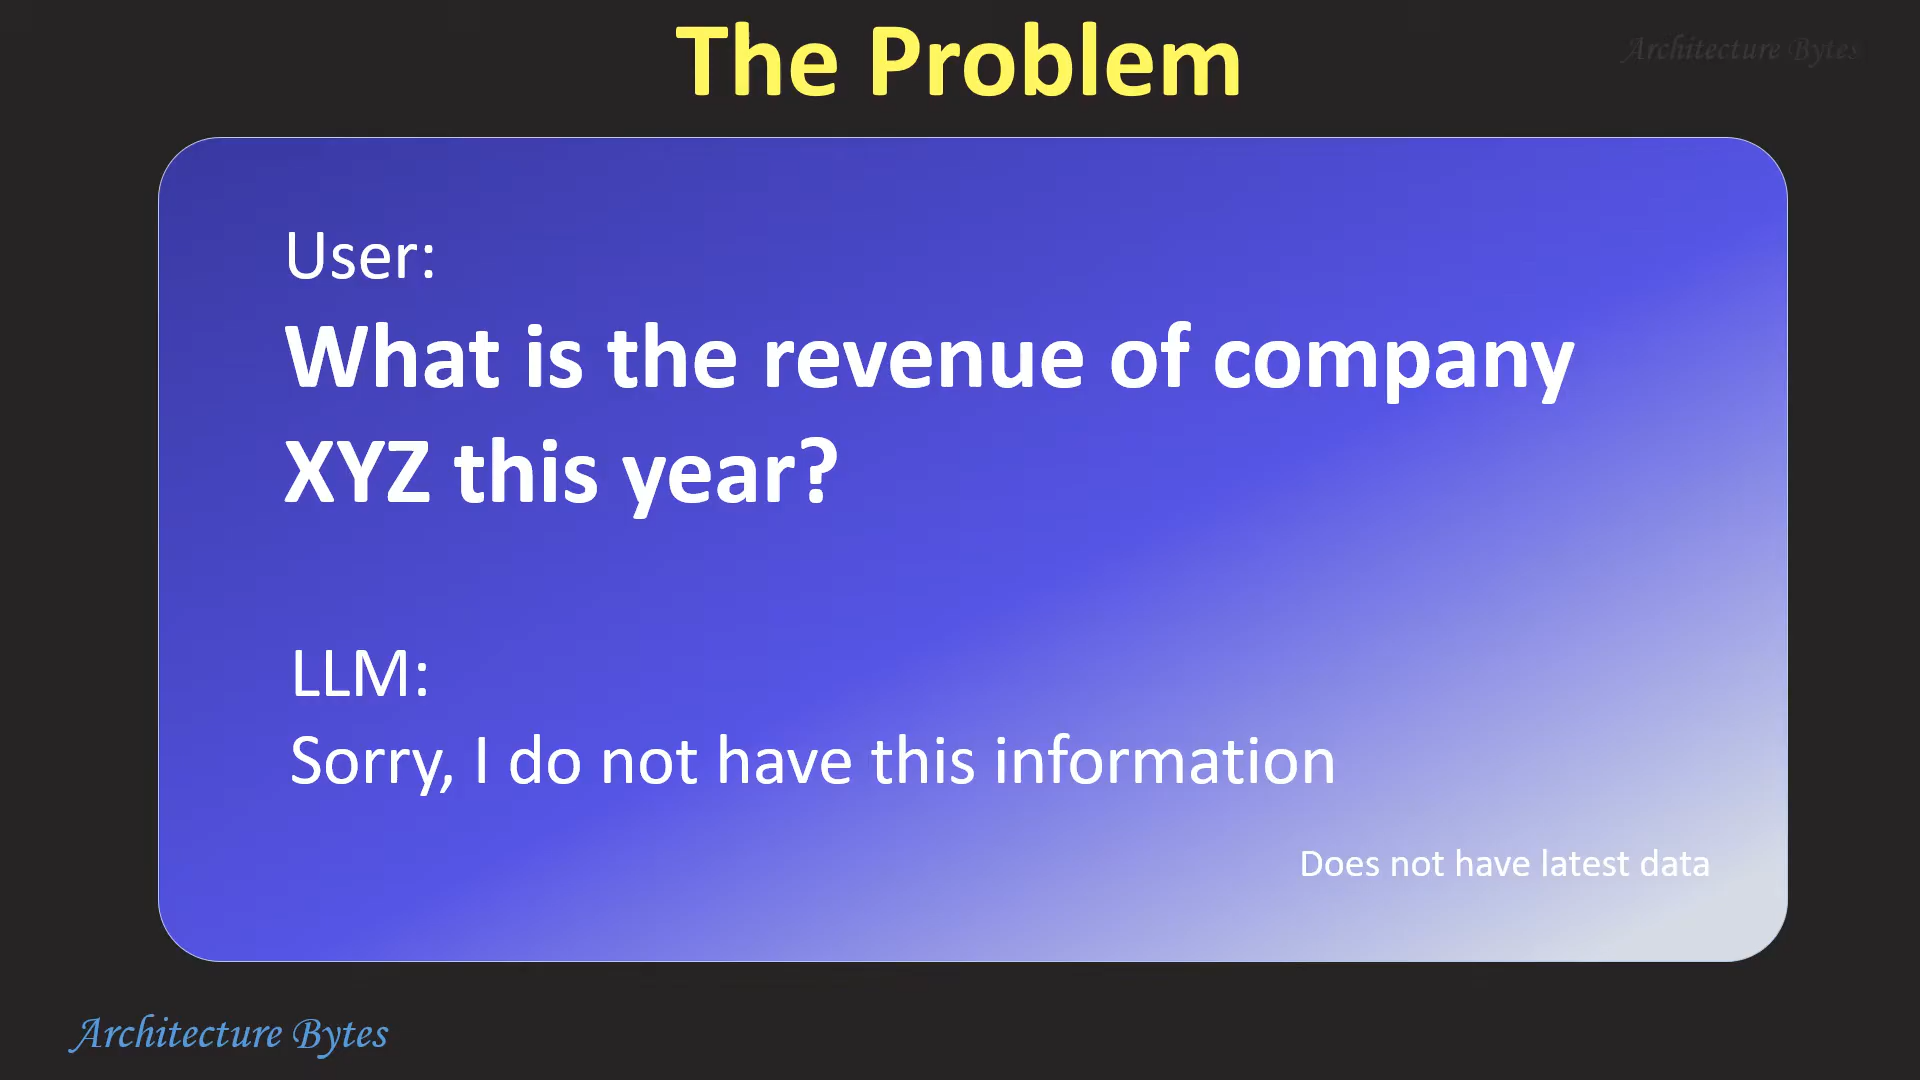 The Problem
Architecture Bytes
User:
What is the revenue of company
XYZ this year?
LLM:
Sorry, I do not have this information
Does not have latest data
Architecture Bytes